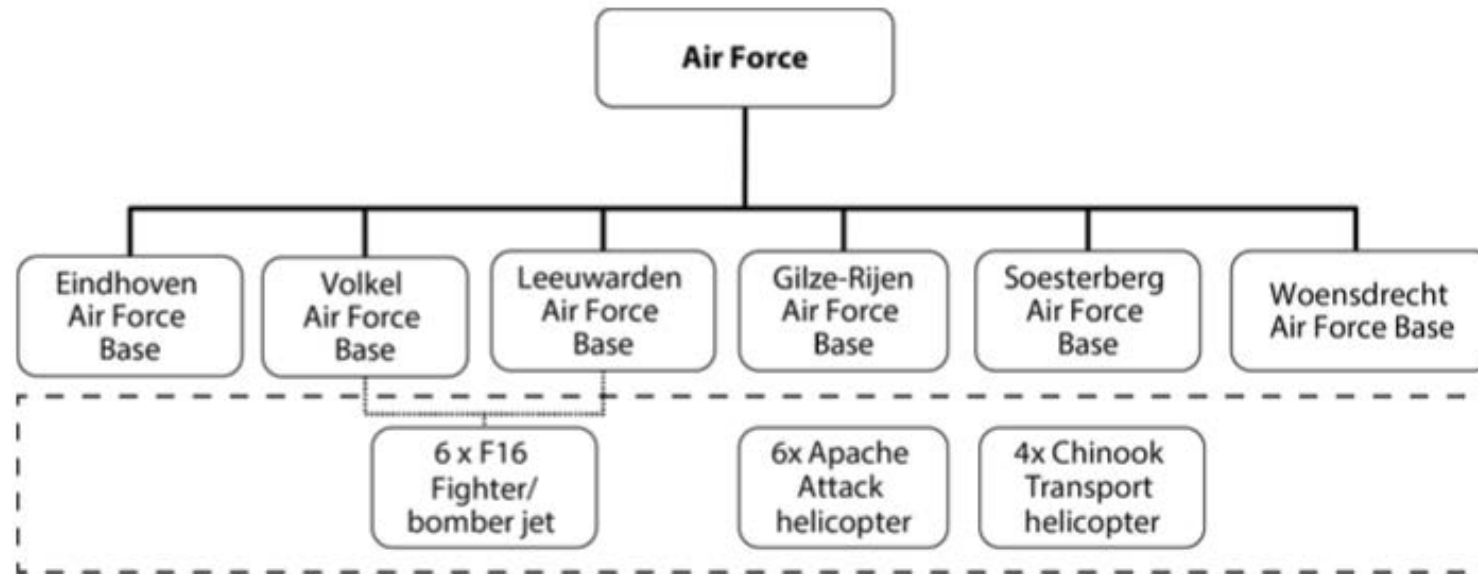 Air Force
Eindhoven
Air Force
Base
Volkel
Air Force
Base
Leeuwarden
Air Force
Base
Gilze-Rijen
Air Force
Base
Soesterberg
Air Force
Base
Woensdrecht
Air Force Base
6 x F16
Fighter/
bomber jet
6x Apache
Attack
helicopter
4x Chinook
Transport
helicopter